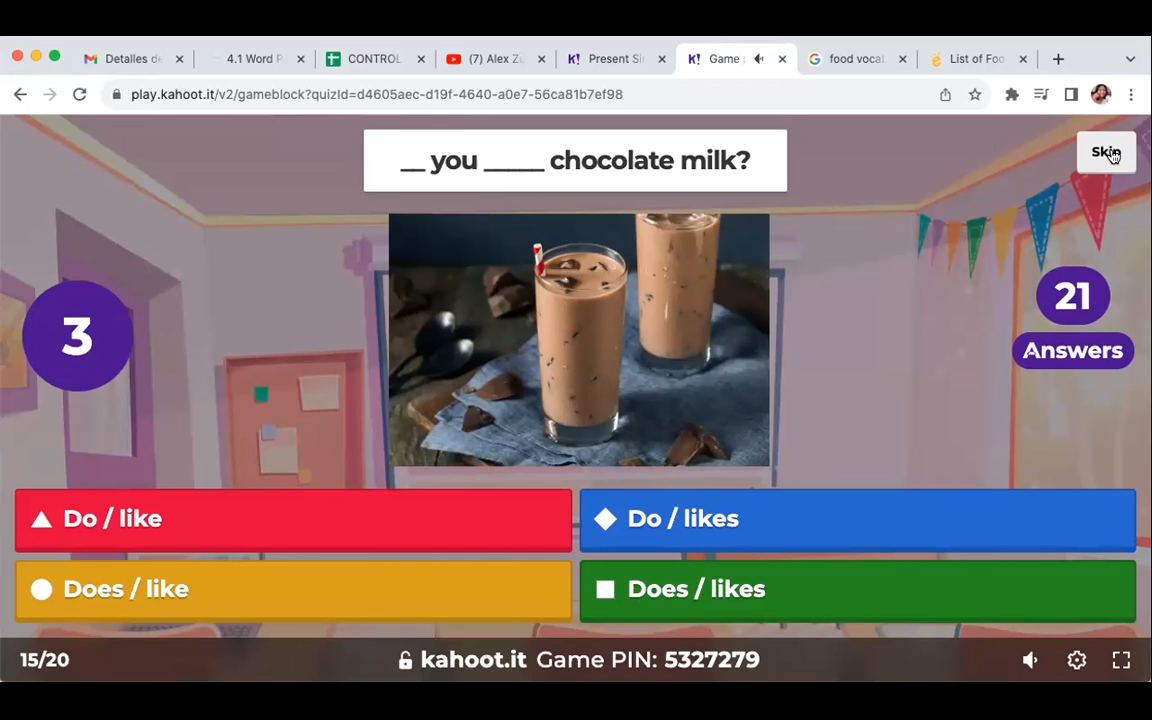 Detalles de
4.1 Word P
CONTROL
(7) Alex Zu
K! Present Si
K! Game
food vocab
List of Foo
play.kahoot.it/v2/gameblock?quizId=d4605aec-d19f-4640-a0e7-56ca81b7ef98
__ you _____ chocolate milk?
Skip
3
21
Answers
Do / like
Do / likes
Does / like
Does / likes
15/20
kahoot.it Game PIN: 5327279